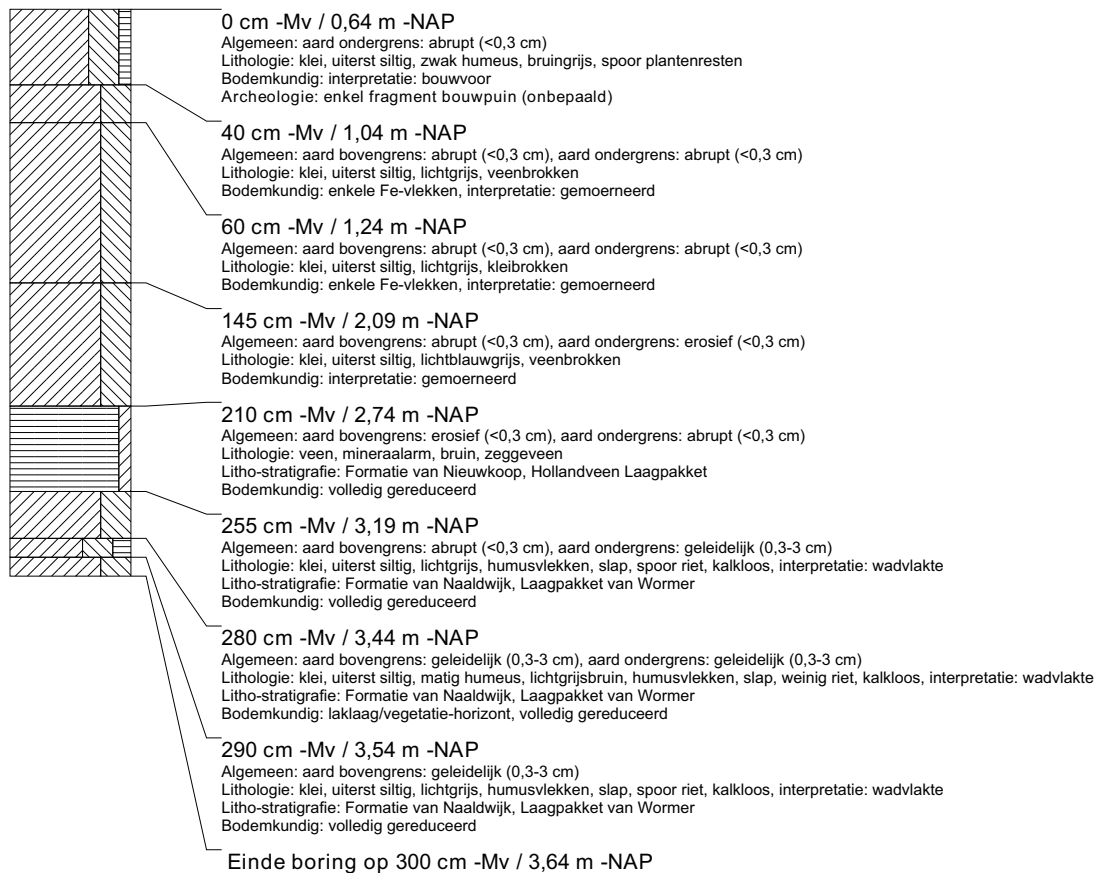 0 cm -Mv / 0,64 m -NAP
Algemeen: aard ondergrens: abrupt (<0,3 cm)
Lithologie: klei, uiterst siltig, zwak humeus, bruingrijs, spoor plantenresten
Bodemkundig: interpretatie: bouwvoor
Archeologie: enkel fragment bouwpuin (onbepaald)
40 cm -Mv / 1,04 m -NAP
Algemeen: aard bovengrens: abrupt (<0,3 cm), aard ondergrens: abrupt (<0,3 cm)
Lithologie: klei, uiterst siltig, lichtgrijs, veenbrokken
Bodemkundig: enkele Fe-vlekken, interpretatie: gemoerneerd
60 cm -Mv / 1,24 m -NAP
Algemeen: aard bovengrens: abrupt (<0,3 cm), aard ondergrens: abrupt (<0,3 cm)
Lithologie: klei, uiterst siltig, lichtgrijs, kleibrokken
Bodemkundig: enkele Fe-vlekken, interpretatie: gemoerneerd
145 cm -Mv / 2,09 m -NAP
Algemeen: aard bovengrens: abrupt (<0,3 cm), aard ondergrens: erosief (<0,3 cm)
Lithologie: klei, uiterst siltig, lichtblauwgrijs, veenbrokken
Bodemkundig: interpretatie: gemoerneerd
210 cm -Mv / 2,74 m -NAP
Algemeen: aard bovengrens: erosief (<0,3 cm), aard ondergrens: abrupt (<0,3 cm)
Lithologie: veen, mineraalarm, bruin, zeggeveen
Litho-stratigrafie: Formatie van Nieuwkoop, Hollandveen Laagpakket
Bodemkundig: volledig gereduceerd
255 cm -Mv / 3,19 m -NAP
Algemeen: aard bovengrens: abrupt (<0,3 cm), aard ondergrens: geleidelijk (0,3-3 cm)
Lithologie: klei, uiterst siltig, lichtgrijs, humusvlekken, slap, spoor riet, kalkloos, interpretatie: wadvlakte
Litho-stratigrafie: Formatie van Naaldwijk, Laagpakket van Wormer
Bodemkundig: volledig gereduceerd
280 cm -Mv / 3,44 m -NAP
Algemeen: aard bovengrens: geleidelijk (0,3-3 cm), aard ondergrens: geleidelijk (0,3-3 cm)
Lithologie: klei, uiterst siltig, matig humeus, lichtgrijsbruin, humusvlekken, slap, weinig riet, kalkloos, interpretatie: wadvlakte
Litho-stratigrafie: Formatie van Naaldwijk, Laagpakket van Wormer
Bodemkundig: laklaag/vegetatie-horizont, volledig gereduceerd
290 cm -Mv / 3,54 m -NAP
Algemeen: aard bovengrens: geleidelijk (0,3-3 cm)
Lithologie: klei, uiterst siltig, lichtgrijs, humusvlekken, slap, spoor riet, kalkloos, interpretatie: wadvlakte
Litho-stratigrafie: Formatie van Naaldwijk, Laagpakket van Wormer
Bodemkundig: volledig gereduceerd
Einde boring op 300 cm -Mv / 3,64 m -NAP